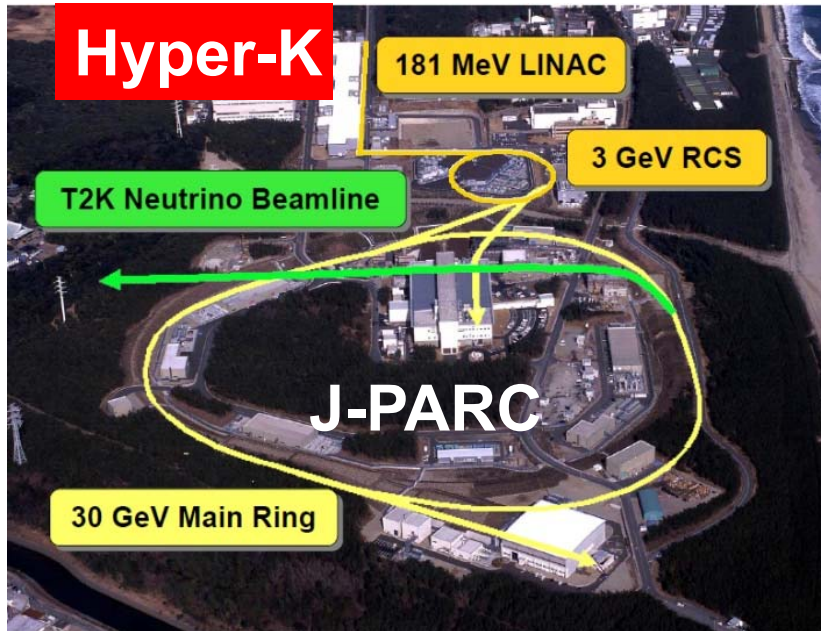 Hyper-K
181 MeV LINAC
3 GeV RCS
T2K Neutrino Beamline
J-PARC
30 GeV Main Ring